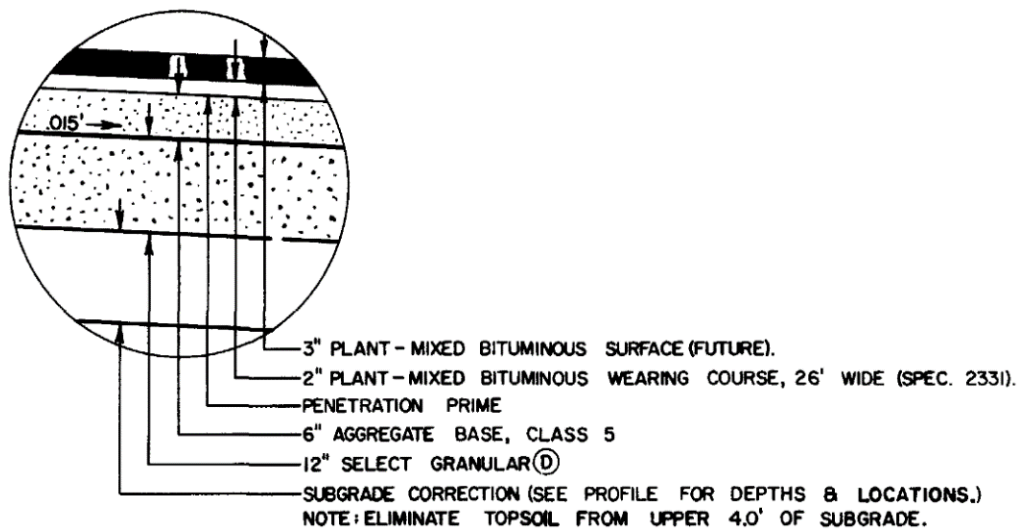 .015'
3" PLANT-MIXED BITUMINOUS SURFACE (FUTURE).
2" PLANT-MIXED BITUMINOUS WEARING COURSE, 26' WIDE (SPEC. 2331).
PENETRATION PRIME
6" AGGREGATE BASE, CLASS 5
12" SELECT GRANULAR Ⓓ
SUBGRADE CORRECTION (SEE PROFILE FOR DEPTHS & LOCATIONS.)
NOTE: ELIMINATE TOPSOIL FROM UPPER 4.0' OF SUBGRADE.